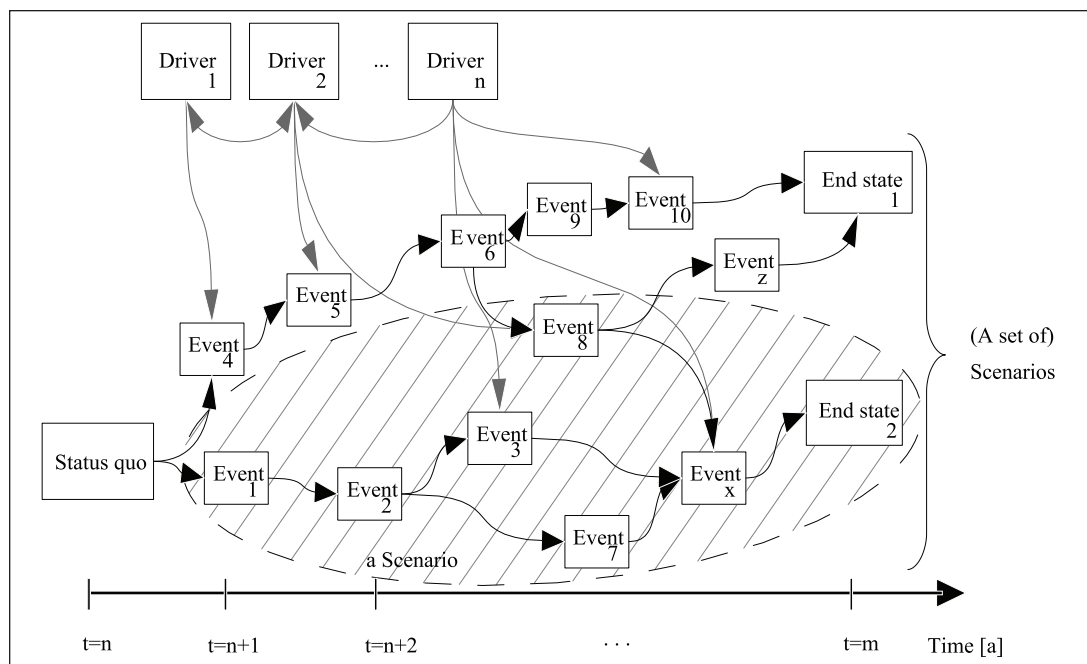 Driver
1
Driver
2
...
Driver
n
Event
9
Event
10
End state
1
Event
6
Event
z
Event
5
Event
8
Event
4
(A set of)
Scenarios
End state
2
Event
3
Status quo
Event
1
Event
2
Event
x
Event
7
a Scenario
t=n
t=n+1
t=n+2
. . .
t=m
Time [a]